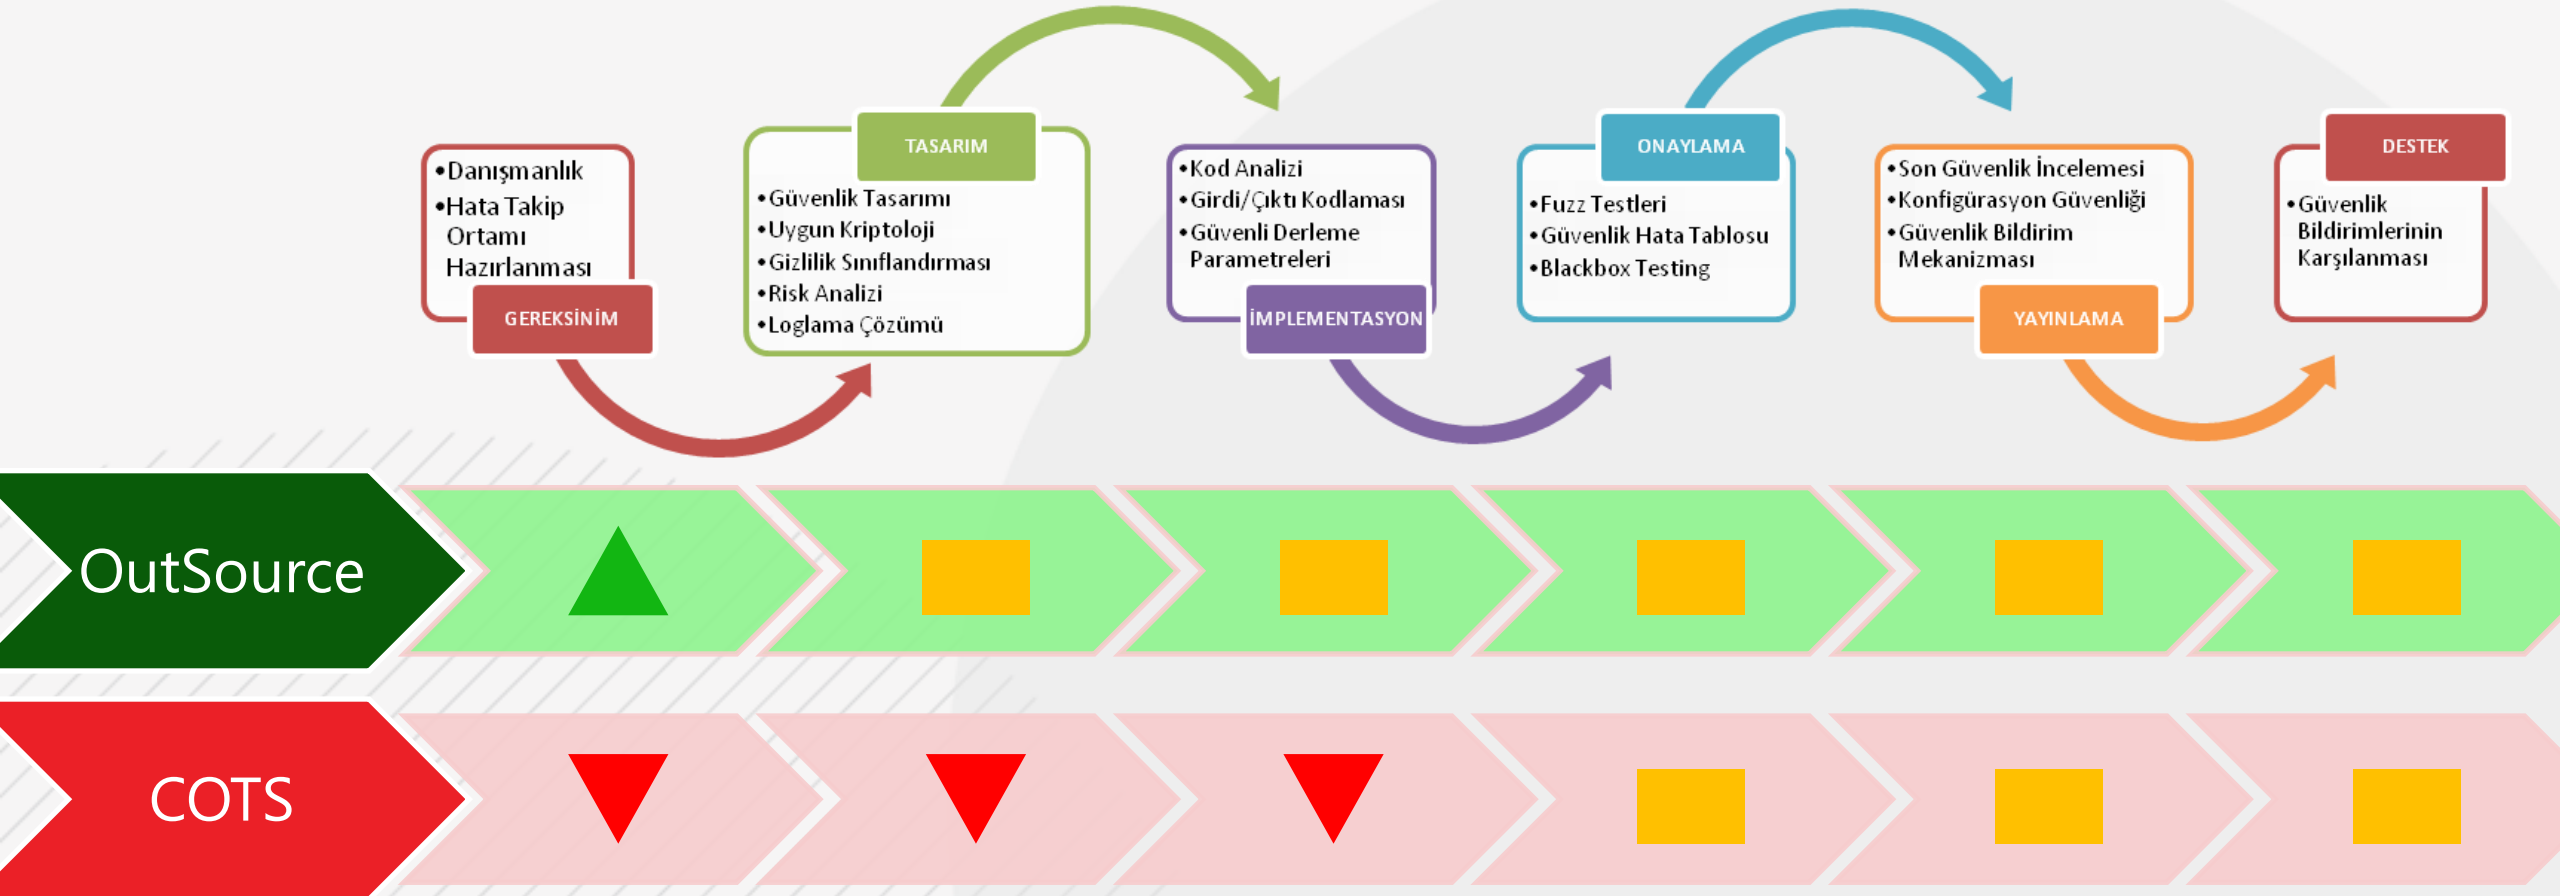 •Danışmanlık
•Hata Takip
Ortamı
Hazırlanması
GEREKSİNİM
TASARIM
•Güvenlik Tasarımı
•Uygun Kriptoloji
•Gizlilik Sınıflandırması
•Risk Analizi
•Loglama Çözümü
•Kod Analizi
•Girdi/Çıktı Kodlaması
•Güvenli Derleme
Parametreleri
İMPLEMENTASYON
ONAYLAMA
•Fuzz Testleri
•Güvenlik Hata Tablosu
•Blackbox Testing
•Son Güvenlik İncelemesi
•Konfigürasyon Güvenliği
•Güvenlik Bildirim
Mekanizması
YAYINLAMA
DESTEK
•Güvenlik
Bildirimlerinin
Karşılanması
OutSource
COTS